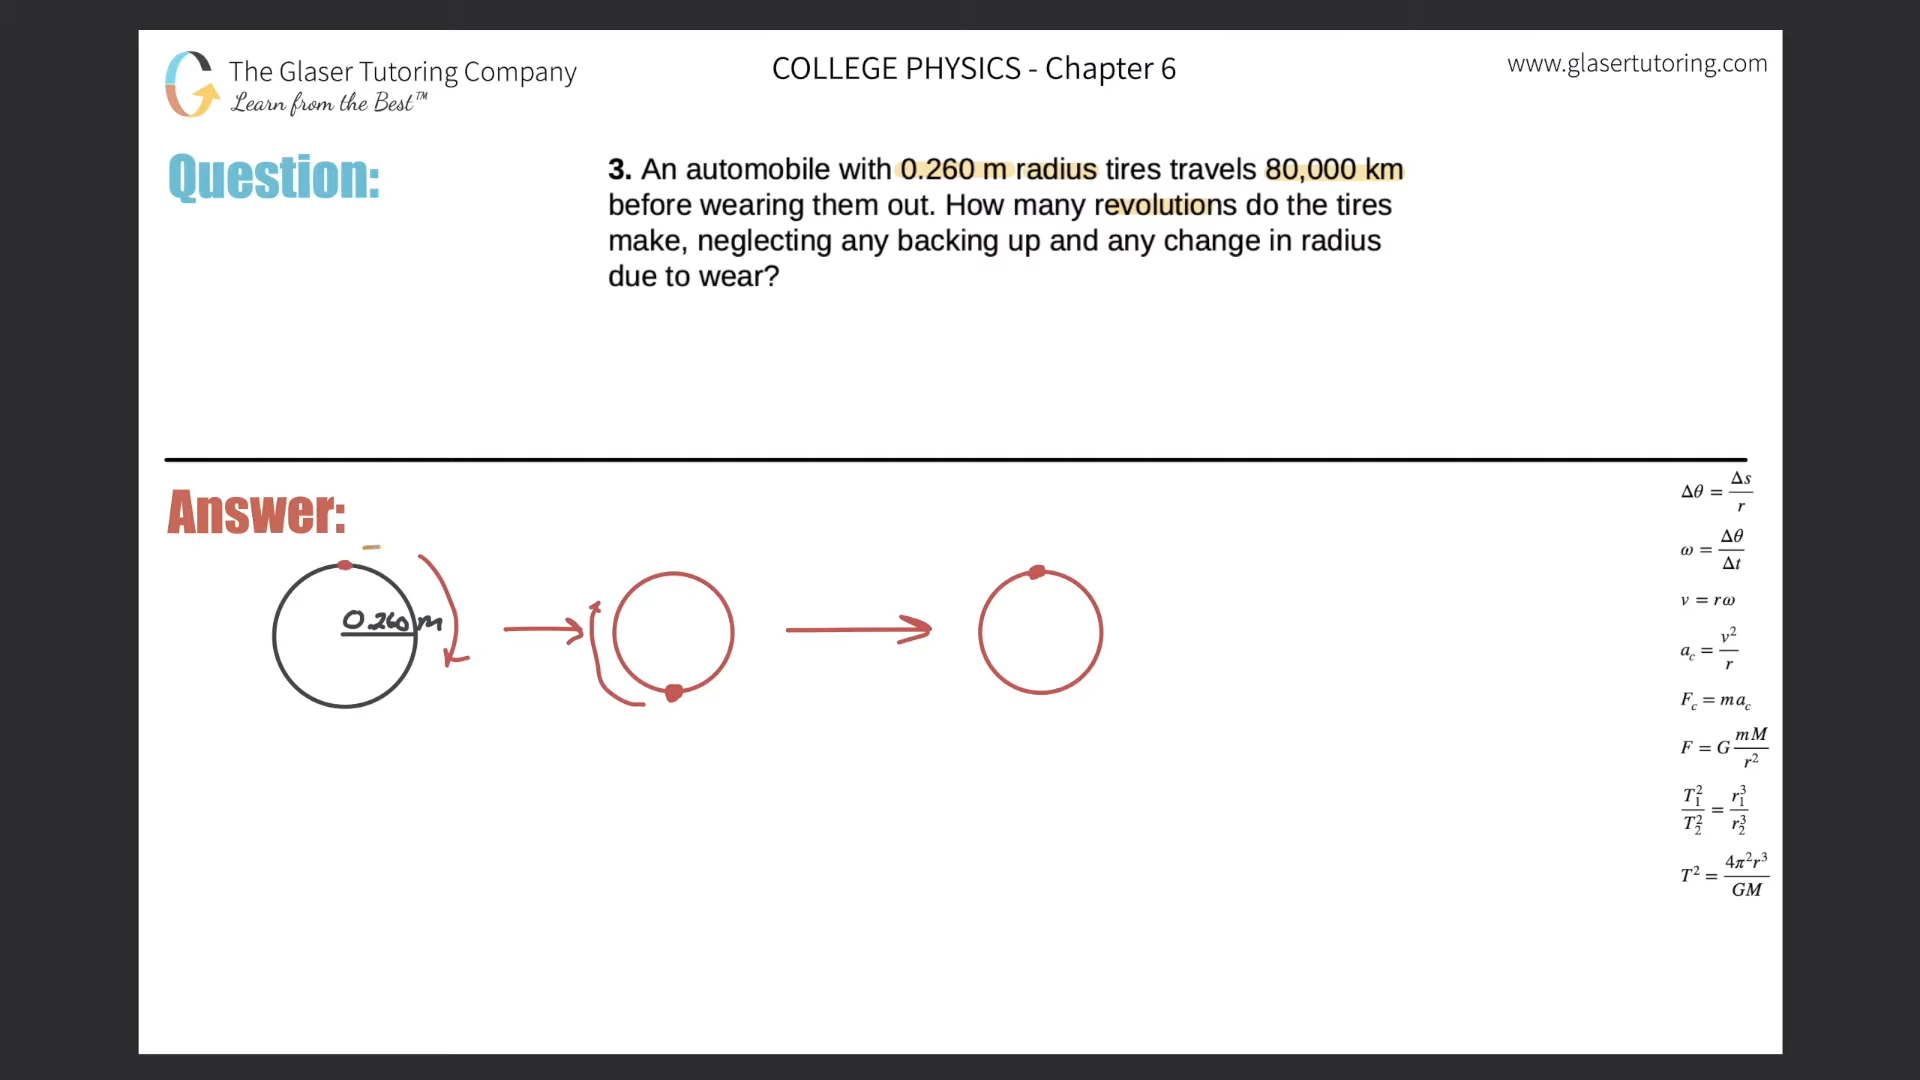 The Glaser Tutoring Company
Learn from the Best™
COLLEGE PHYSICS - Chapter 6
www.glasertutoring.com
Question:
3. An automobile with 0.260 m radius tires travels 80,000 km
before wearing them out. How many revolutions do the tires
make, neglecting any backing up and any change in radius
due to wear?
Answer:
0.260 m
Δθ = Δs/r
ω = Δθ/Δt
v = rω
a_c = v²/r
F_c = ma_c
F = G mM/r²
T₁²/T₂² = r₁³/r₂³
T² = 4π²r³/GM